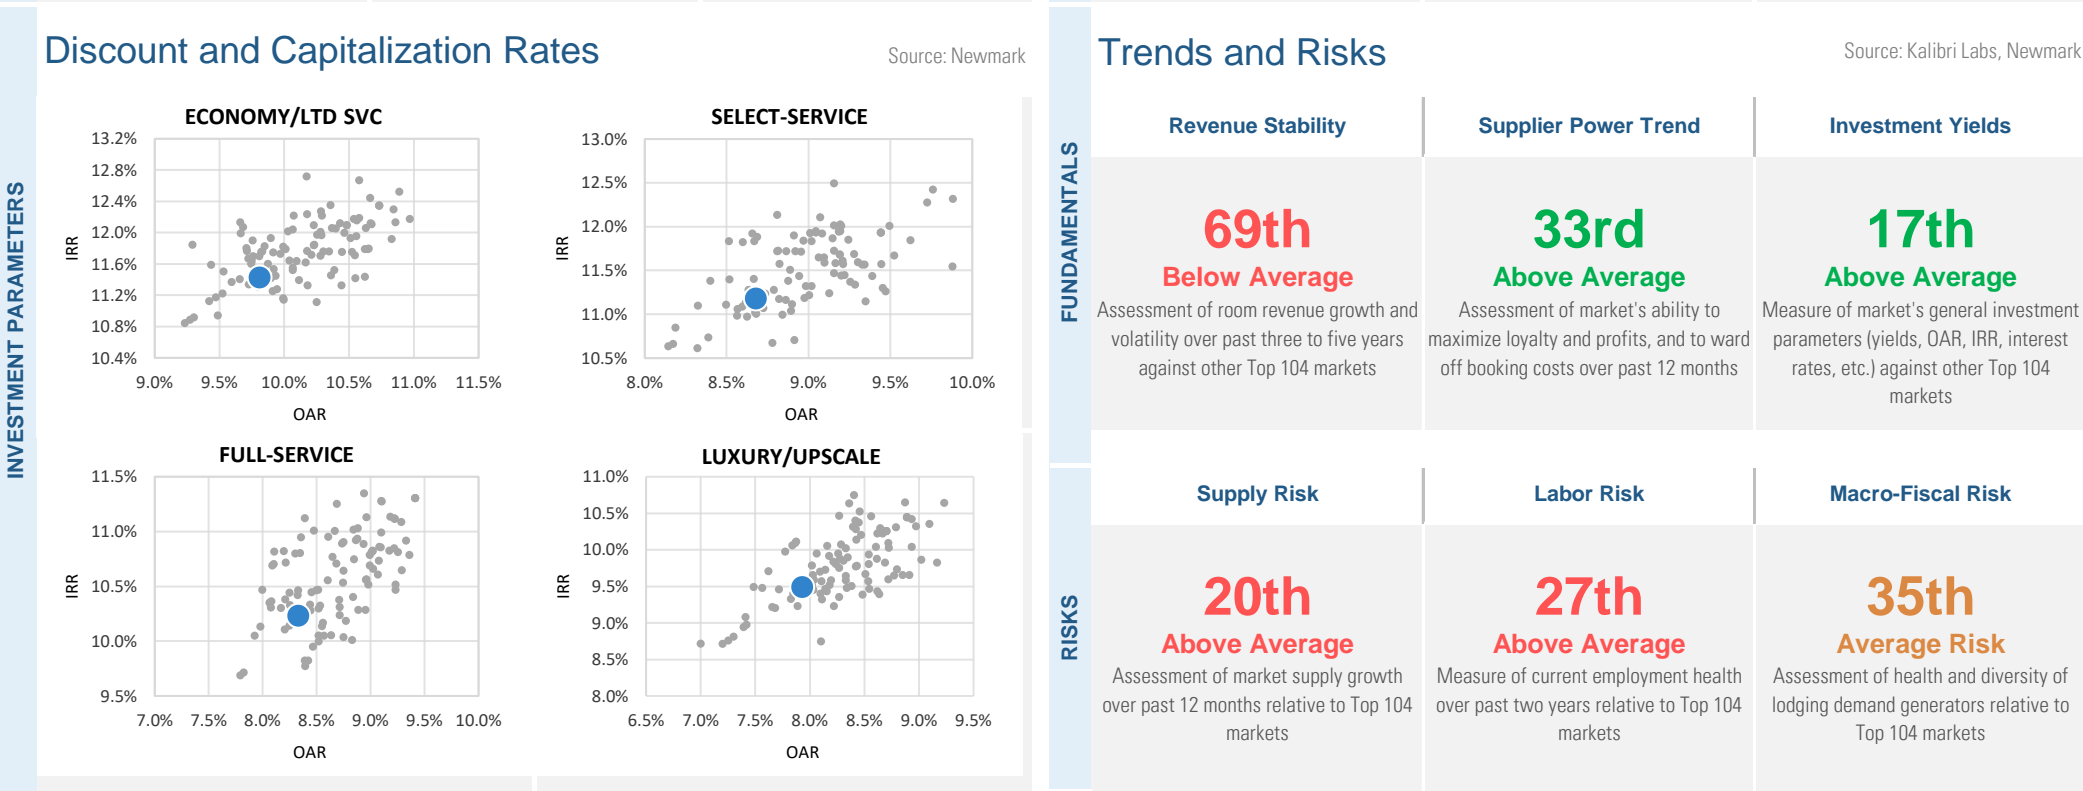 Discount and Capitalization Rates
Source: Newmark
INVESTMENT PARAMETERS
ECONOMY/LTD SVC
13.2%
12.8%
12.4%
12.0%
11.6%
11.2%
10.8%
10.4%
IRR
9.0% 9.5% 10.0% 10.5% 11.0% 11.5%
OAR
SELECT-SERVICE
13.0%
12.5%
12.0%
11.5%
11.0%
10.5%
IRR
8.0% 8.5% 9.0% 9.5% 10.0%
OAR
FULL-SERVICE
11.5%
11.0%
10.5%
10.0%
9.5%
IRR
7.0% 7.5% 8.0% 8.5% 9.0% 9.5% 10.0%
OAR
LUXURY/UPSCALE
11.0%
10.5%
10.0%
9.5%
9.0%
8.5%
8.0%
IRR
6.5% 7.0% 7.5% 8.0% 8.5% 9.0% 9.5%
OAR
Trends and Risks
Source: Kalibri Labs, Newmark
FUNDAMENTALS
Revenue Stability
69th
Below Average
Assessment of room revenue growth and
volatility over past three to five years
against other Top 104 markets
Supplier Power Trend
33rd
Above Average
Assessment of market's ability to
maximize loyalty and profits, and to ward
off booking costs over past 12 months
Investment Yields
17th
Above Average
Measure of market's general investment
parameters (yields, OAR, IRR, interest
rates, etc.) against other Top 104
markets
RISKS
Supply Risk
20th
Above Average
Assessment of market supply growth
over past 12 months relative to Top 104
markets
Labor Risk
27th
Above Average
Measure of current employment health
over past two years relative to Top 104
markets
Macro-Fiscal Risk
35th
Average Risk
Assessment of health and diversity of
lodging demand generators relative to
Top 104 markets